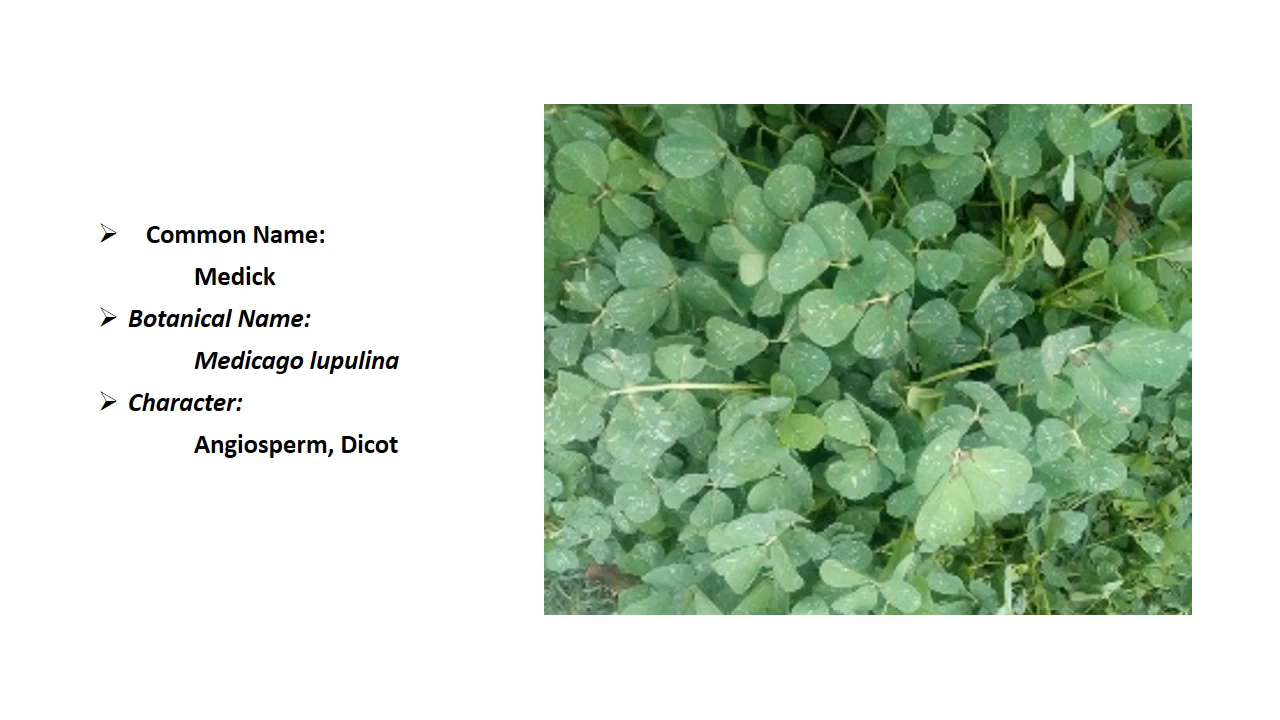 ➢ Common Name:
Medick
➢ Botanical Name:
Medicago lupulina
➢ Character:
Angiosperm, Dicot